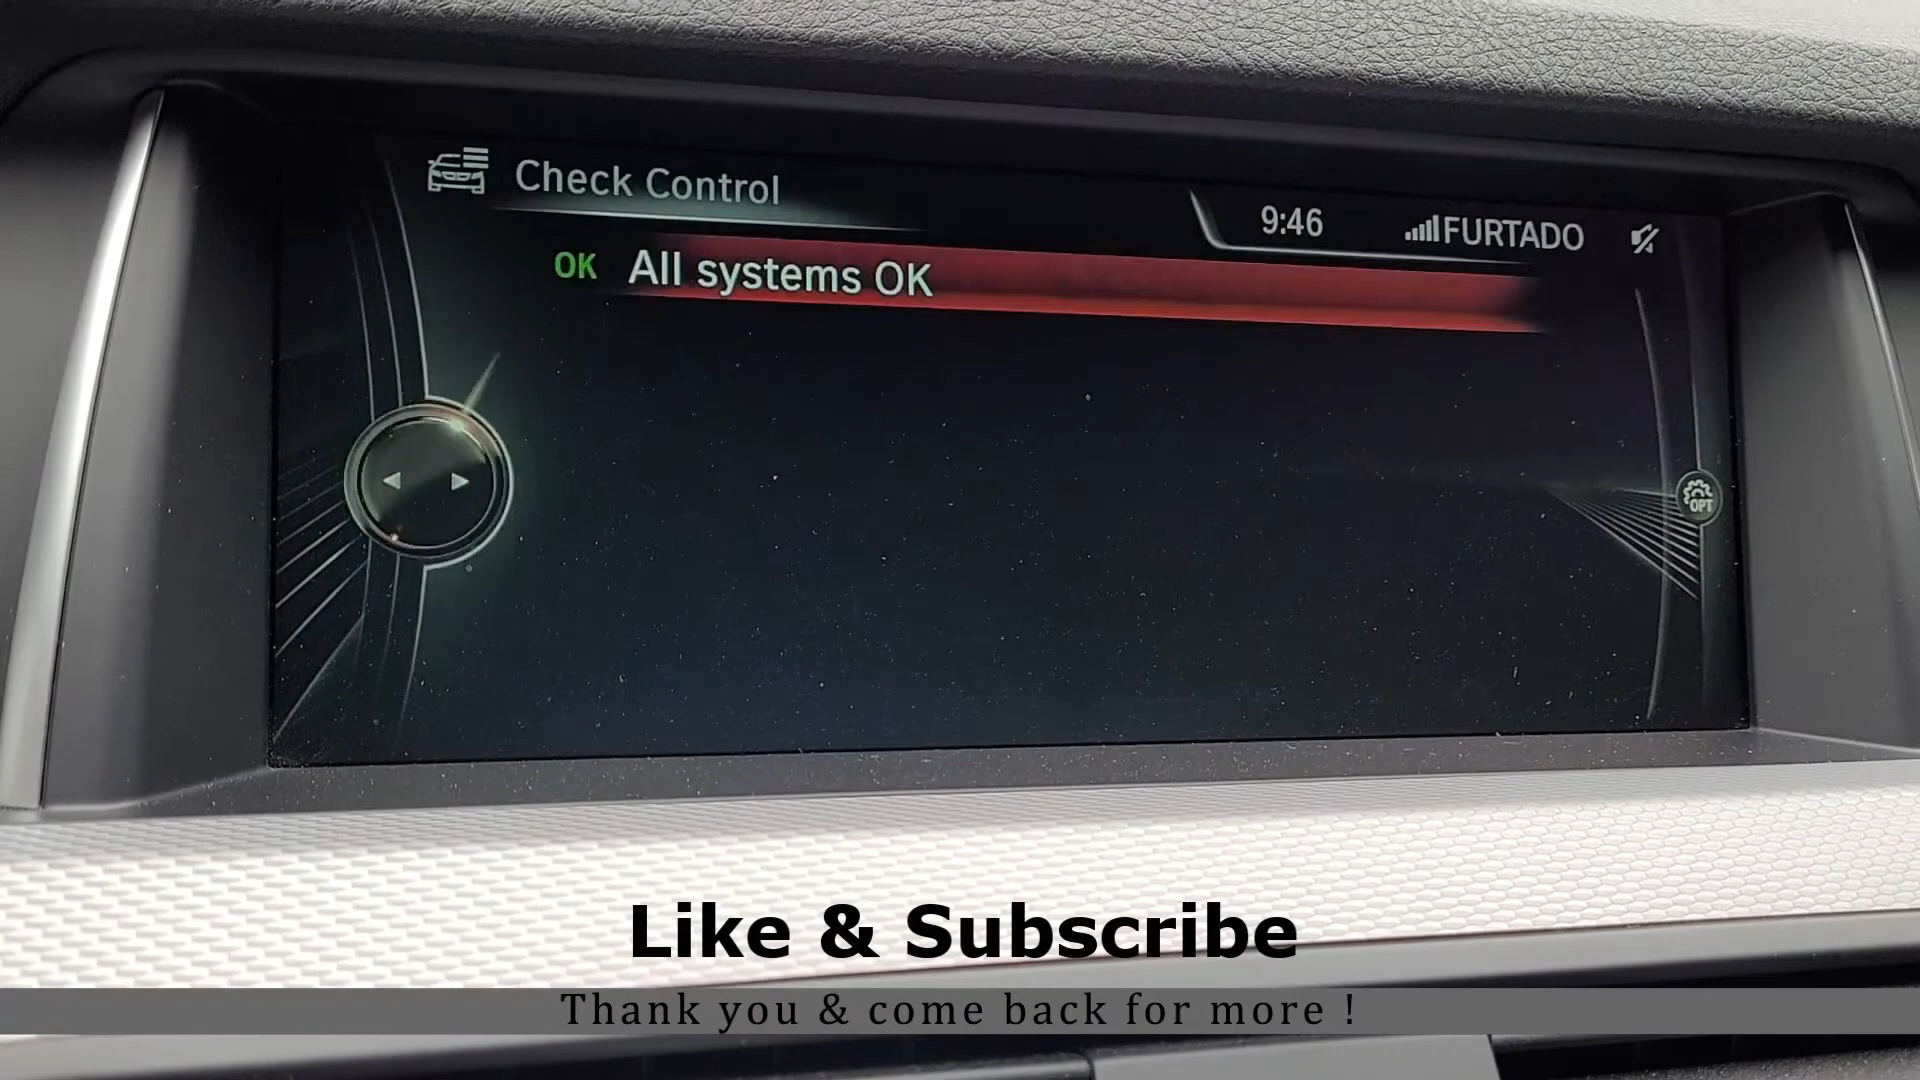 Check Control
9:46 FURTADO
OK All systems OK
OPT
Like & Subscribe
Thank you & come back for more !